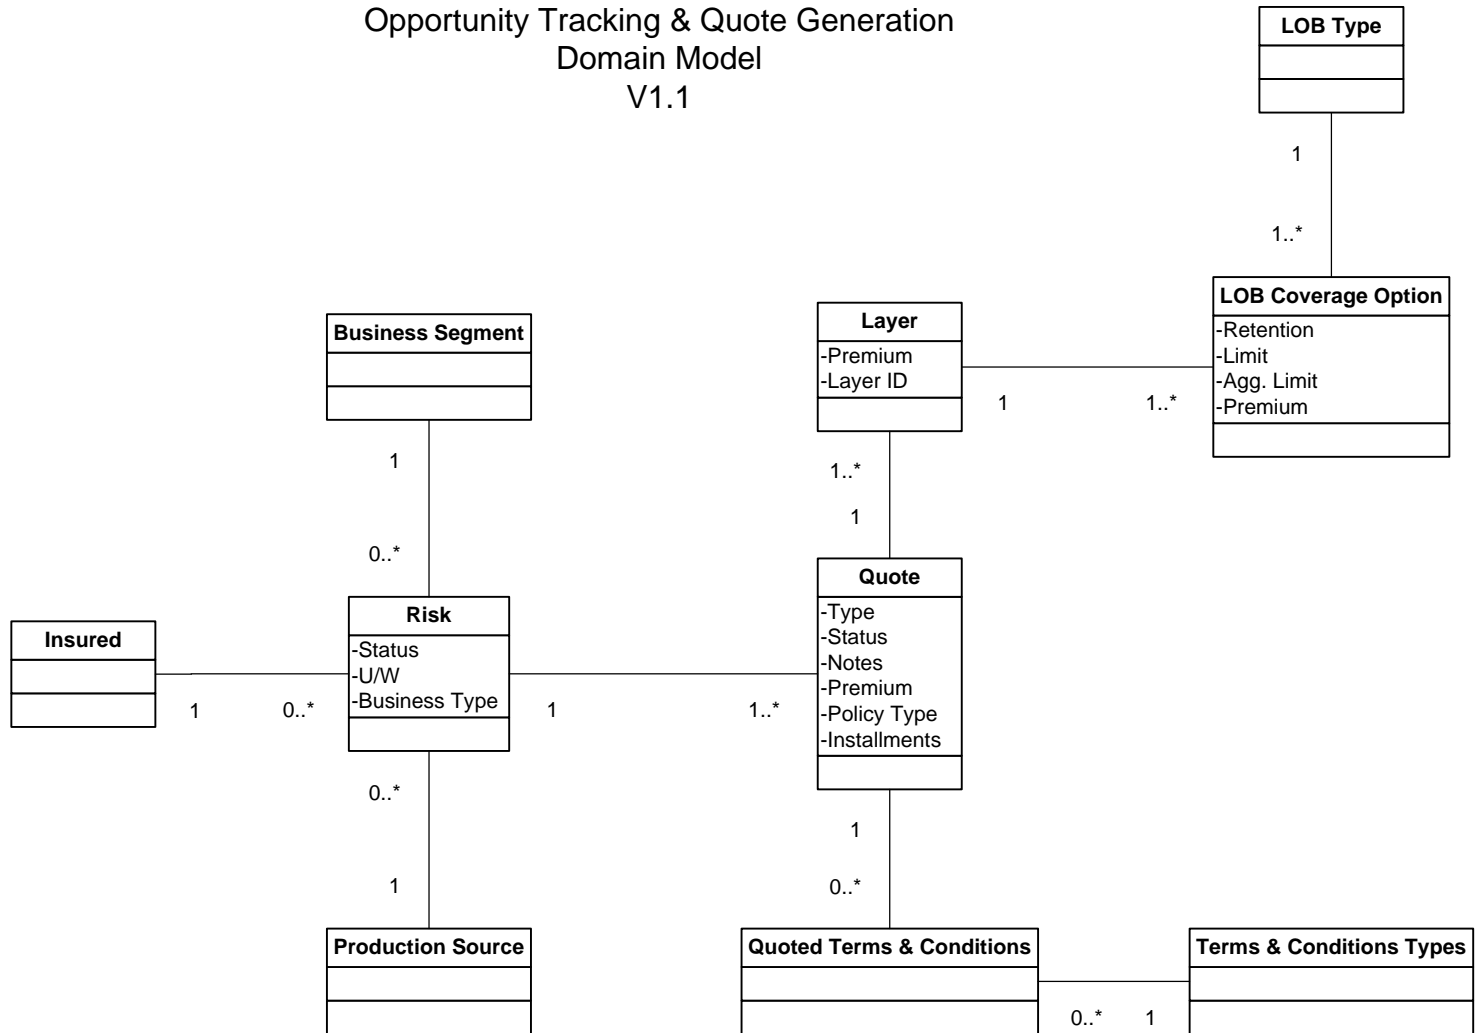 Opportunity Tracking & Quote Generation
Domain Model
V1.1
LOB Type
1
1..*
LOB Coverage Option
-Retention
-Limit
-Agg. Limit
-Premium
Layer
-Premium
-Layer ID
1
1..*
1..*
1
Business Segment
1
0..*
Quote
-Type
-Status
-Notes
-Premium
-Policy Type
-Installments
Risk
-Status
-U/W
-Business Type
Insured
1
0..*
1
1..*
0..*
1
1
0..*
Production Source
Quoted Terms & Conditions
Terms & Conditions Types
0..*
1